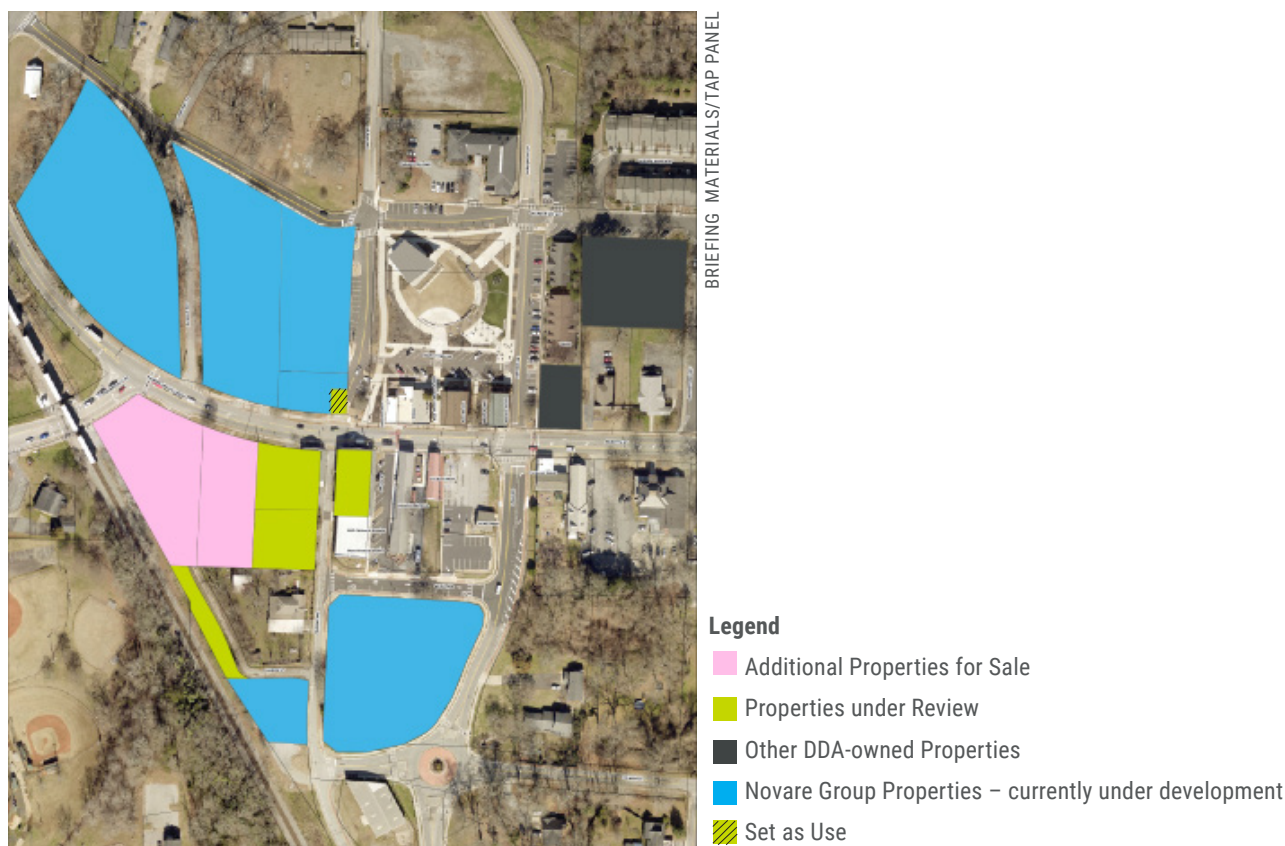 BRIEFING MATERIALS/TAP PANEL
Legend
Additional Properties for Sale
Properties under Review
Other DDA-owned Properties
Novare Group Properties – currently under development
Set as Use